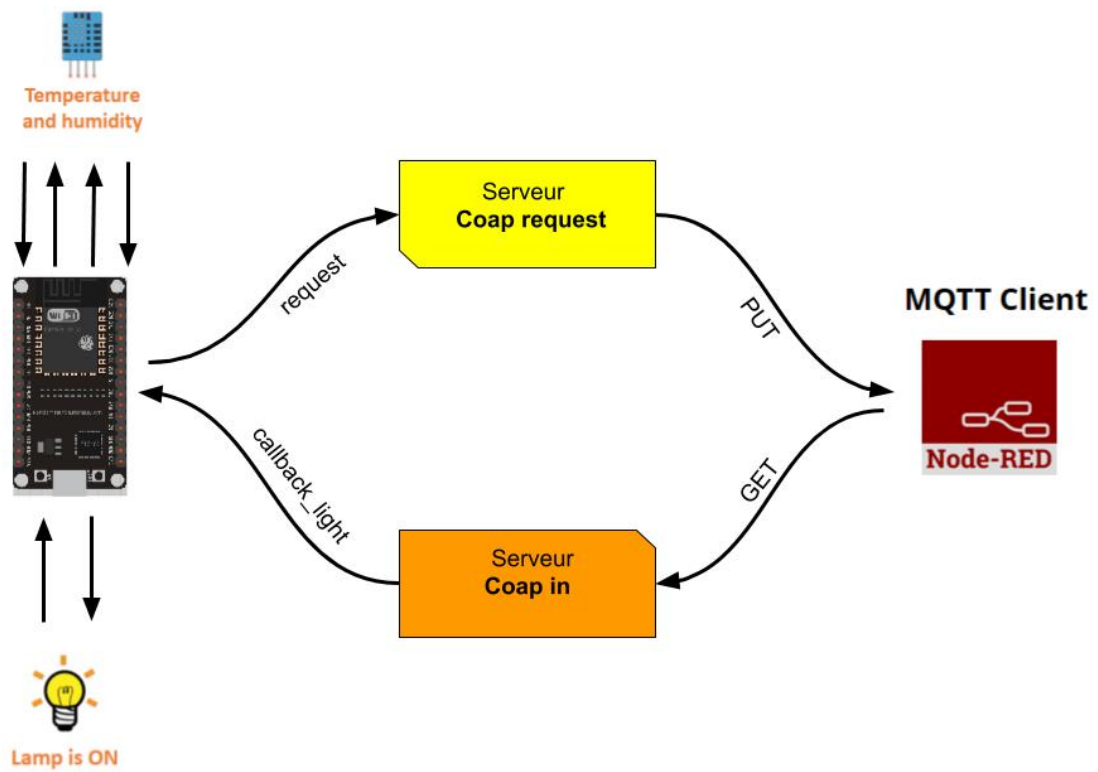 Temperature
and humidity
Serveur
Coap request
request
PUT
MQTT Client
WiFi
Node-RED
callback_light
GET
Serveur
Coap in
Lamp is ON